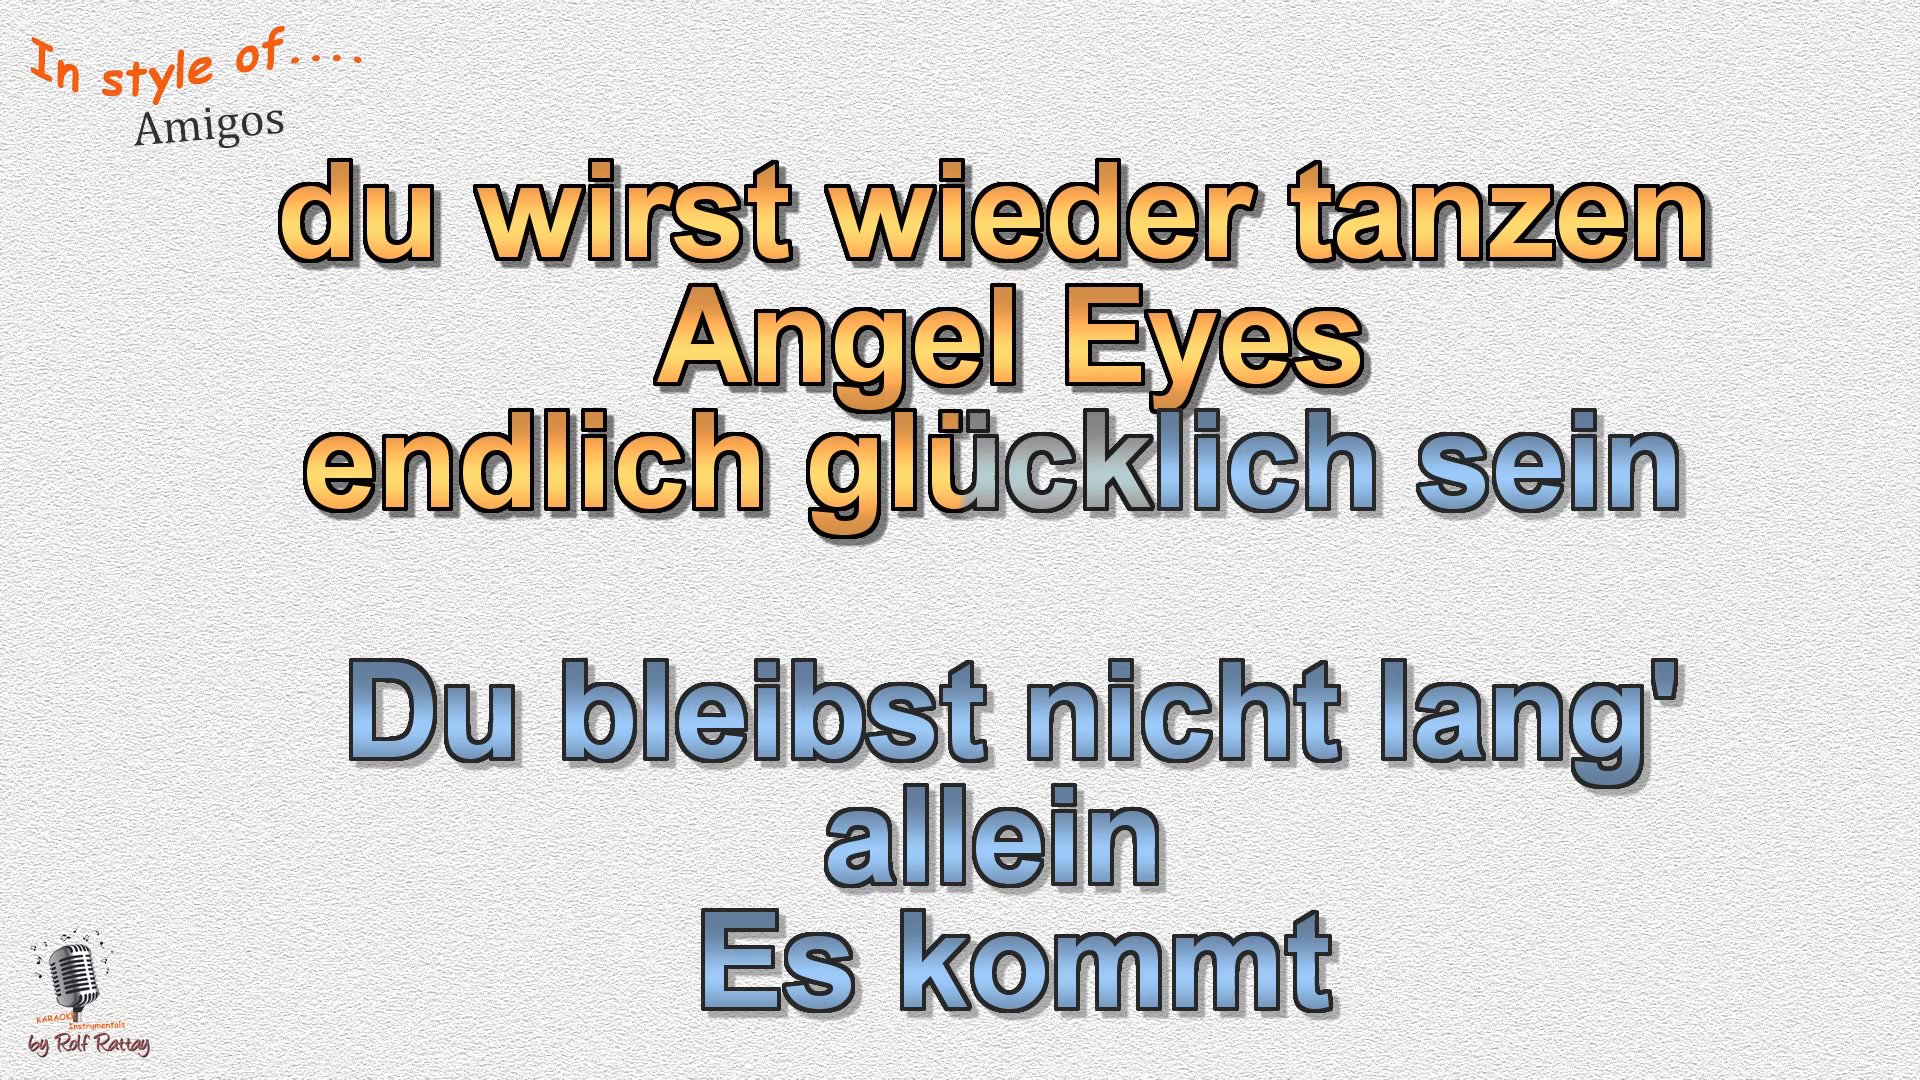 In style of....
Amigos
du wirst wieder tanzen
Angel Eyes
endlich glücklich sein
Du bleibst nicht lang'
allein
Es kommt
KARAOKE
Instrumentals
by Rolf Rattay